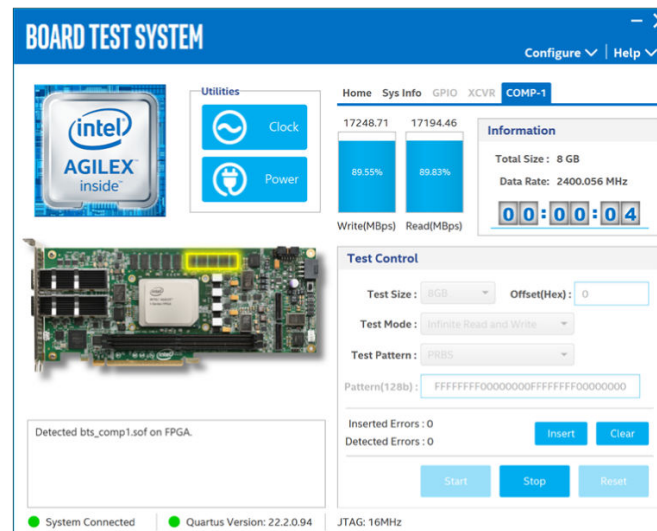 BOARD TEST SYSTEM
Configure
Help
intel
AGILEX
inside
Utilities
Clock
Power
Home Sys Info GPIO XCVR COMP-1
17248.71 17194.46
89.55% 89.83%
Write(MBps) Read(MBps)
Information
Total Size : 8 GB
Data Rate: 2400.056 MHz
00:00:04
Test Control
Test Size : 8GB Offset(Hex) : 0
Test Mode : Infinite Read and Write
Test Pattern : PRBS
Pattern(128b) : FFFFFFFF00000000FFFFFFFF00000000
Inserted Errors : 0
Detected Errors : 0
Insert Clear
Start Stop Reset
Detected bts_comp1.sof on FPGA.
System Connected Quartus Version: 22.2.0.94 JTAG: 16MHz